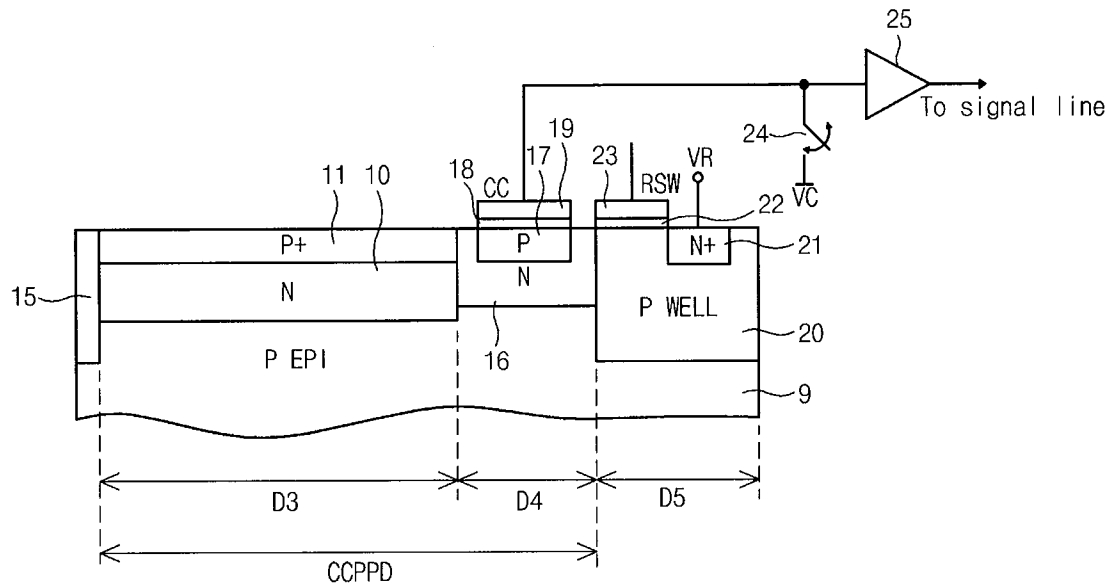 25
To signal line
24
VC
19
17
23
VR
18
CC
RSW
22
11
10
P+
P
N+
21
15
N
N
P WELL
20
P EPI
16
9
D3
D4
D5
CCPPD